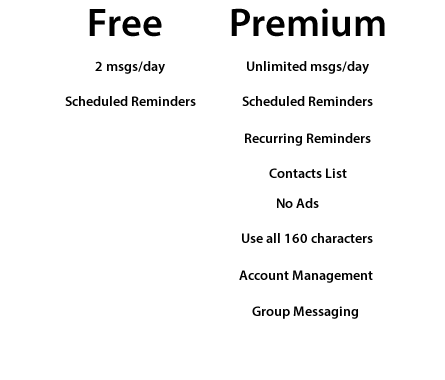 Free Premium
2 msgs/day Unlimited msgs/day
Scheduled Reminders Scheduled Reminders
Recurring Reminders
Contacts List
No Ads
Use all 160 characters
Account Management
Group Messaging